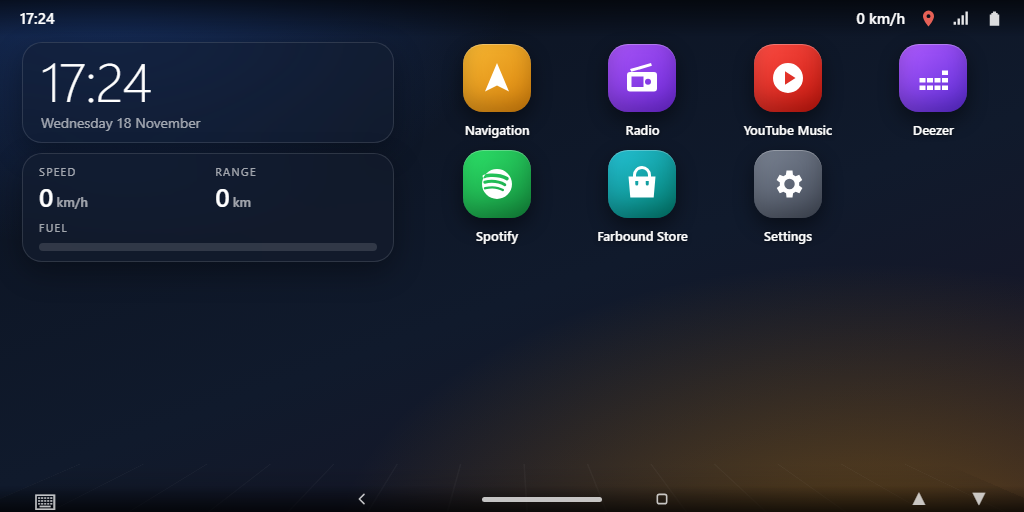 17:24
0 km/h
17:24
Wednesday 18 November
SPEED
RANGE
0 km/h
0 km
FUEL
Navigation
Radio
YouTube Music
Deezer
Spotify
Farbound Store
Settings